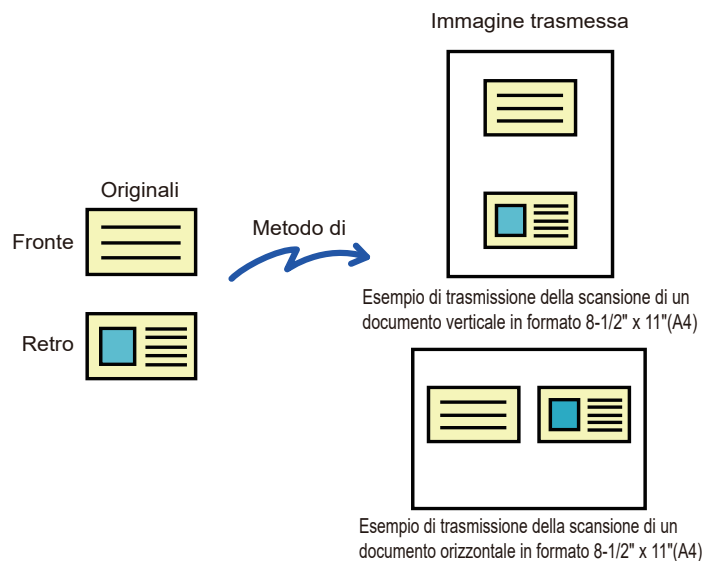 Immagine trasmessa
Originali
Fronte
Metodo di
Retro
Esempio di trasmissione della scansione di un
documento verticale in formato 8-1/2" x 11"(A4)
Esempio di trasmissione della scansione di un
documento orizzontale in formato 8-1/2" x 11"(A4)